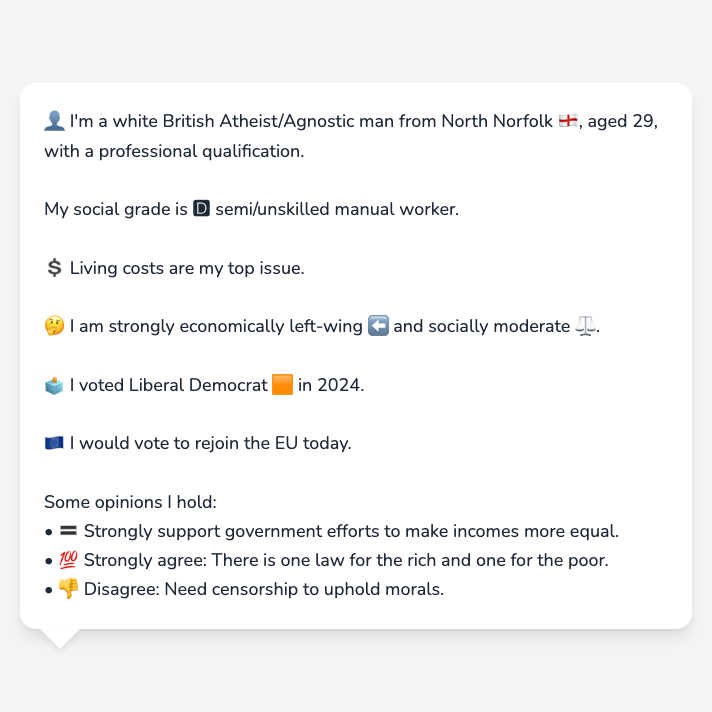 👤 I'm a white British Atheist/Agnostic man from North Norfolk 🏴󠁧󠁢󠁥󠁮󠁧󠁿, aged 29,
with a professional qualification.
My social grade is 🅳 semi/unskilled manual worker.
💲 Living costs are my top issue.
🤔 I am strongly economically left-wing ⬅️ and socially moderate ⚖️.
🗳️ I voted Liberal Democrat 🟧 in 2024.
🇪🇺 I would vote to rejoin the EU today.
Some opinions I hold:
• 🟰 Strongly support government efforts to make incomes more equal.
• 💯 Strongly agree: There is one law for the rich and one for the poor.
• 👎 Disagree: Need censorship to uphold morals.